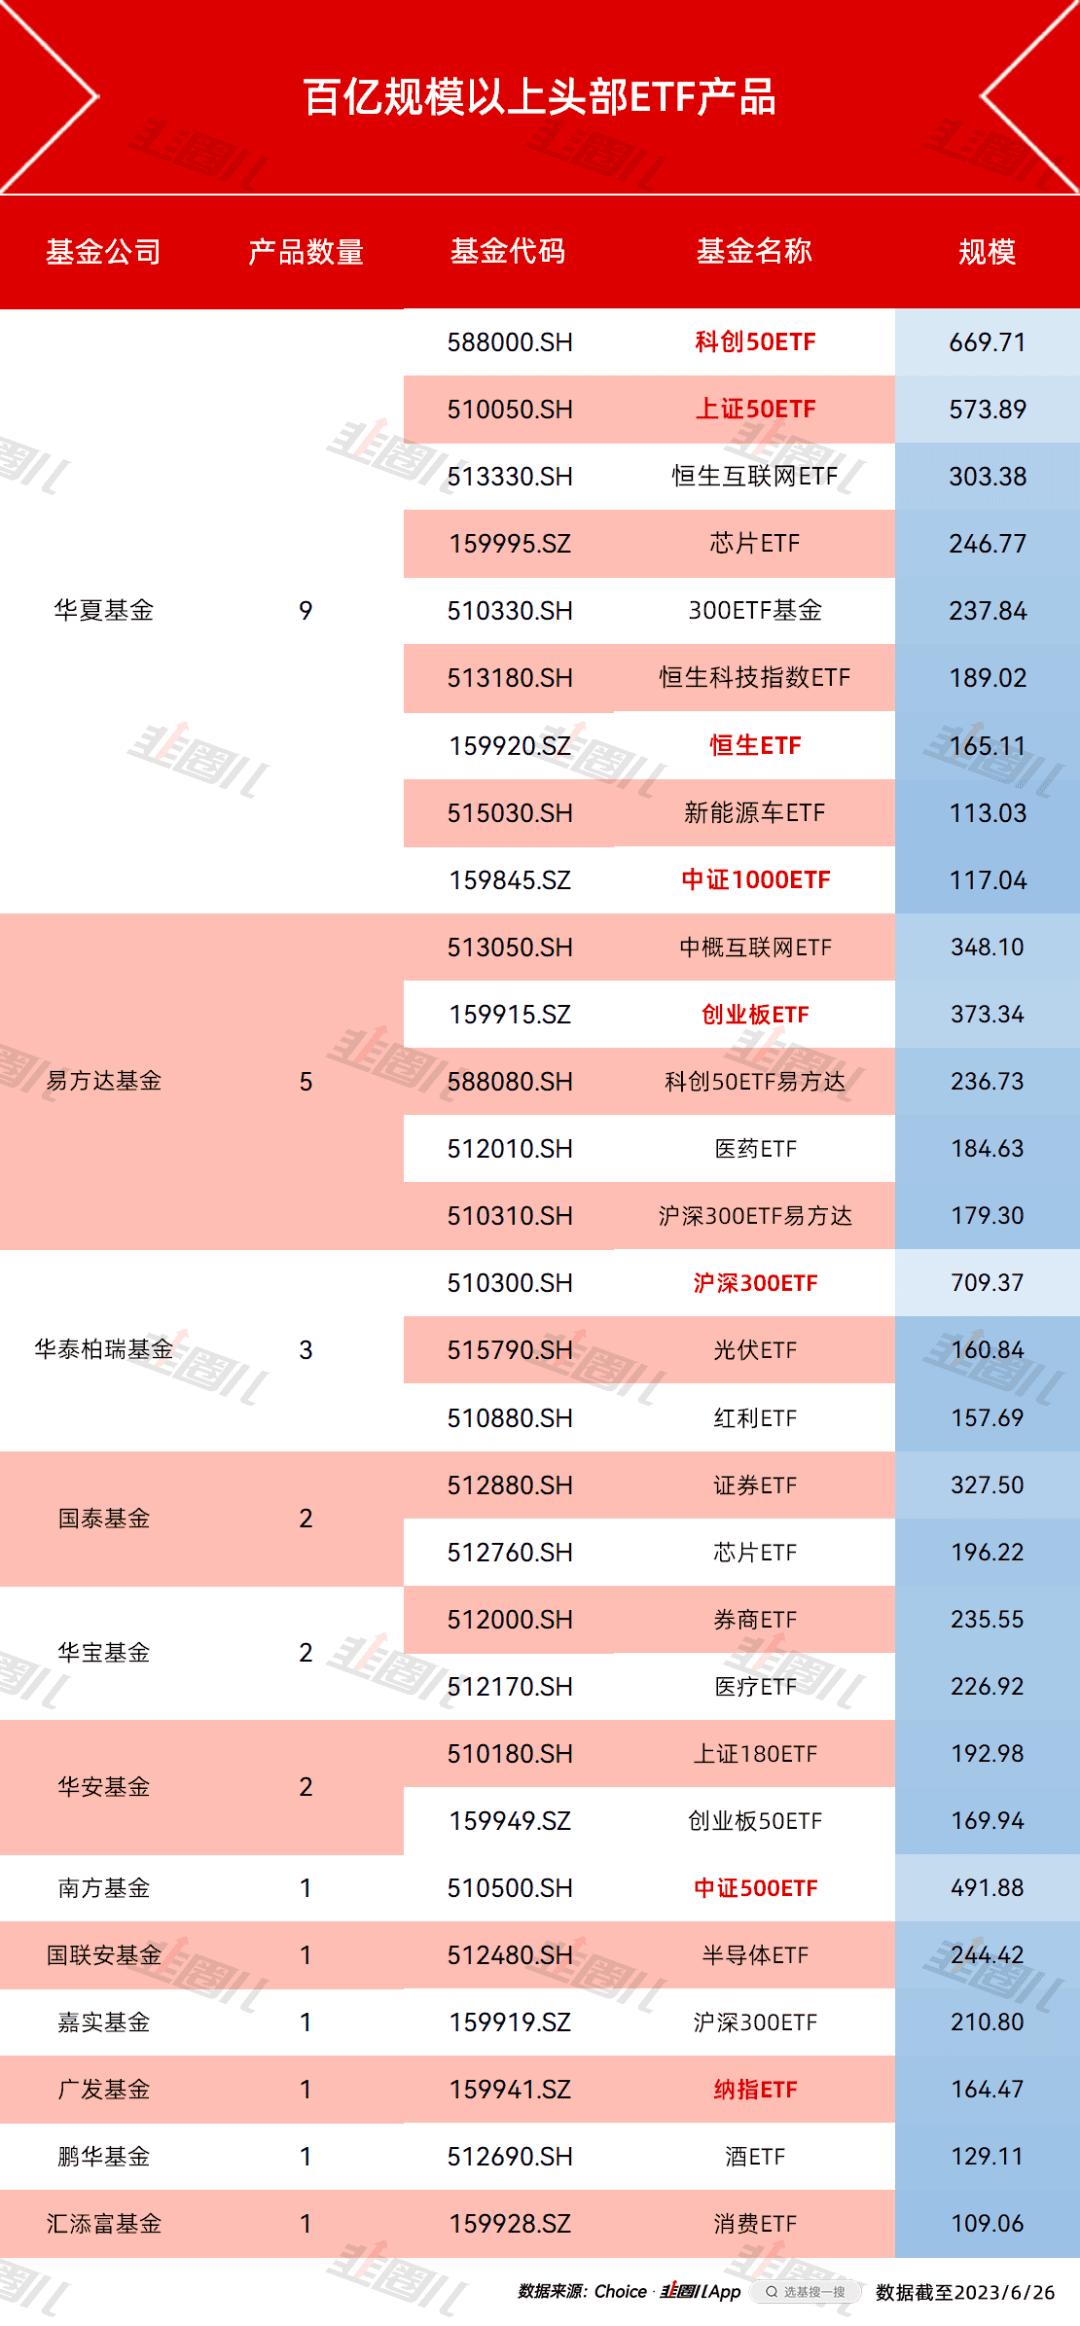 百亿规模以上头部ETF产品
基金公司 产品数量 基金代码 基金名称 规模
588000.SH 科创50ETF 669.71
510050.SH 上证50ETF 573.89
513330.SH 恒生互联网ETF 303.38
159995.SZ 芯片ETF 246.77
华夏基金 9 510330.SH 300ETF基金 237.84
513180.SH 恒生科技指数ETF 189.02
159920.SZ 恒生ETF 165.11
515030.SH 新能源车ETF 113.03
159845.SZ 中证1000ETF 117.04
513050.SH 中概互联网ETF 348.10
159915.SZ 创业板ETF 373.34
易方达基金 5 588080.SH 科创50ETF易方达 236.73
512010.SH 医药ETF 184.63
510310.SH 沪深300ETF易方达 179.30
510300.SH 沪深300ETF 709.37
华泰柏瑞基金 3 515790.SH 光伏ETF 160.84
510880.SH 红利ETF 157.69
512880.SH 证券ETF 327.50
国泰基金 2
512760.SH 芯片ETF 196.22
512000.SH 券商ETF 235.55
华宝基金 2
512170.SH 医疗ETF 226.92
510180.SH 上证180ETF 192.98
华安基金 2
159949.SZ 创业板50ETF 169.94
南方基金 1 510500.SH 中证500ETF 491.88
国联安基金 1 512480.SH 半导体ETF 244.42
嘉实基金 1 159919.SZ 沪深300ETF 210.80
广发基金 1 159941.SZ 纳指ETF 164.47
鹏华基金 1 512690.SH 酒ETF 129.11
汇添富基金 1 159928.SZ 消费ETF 109.06
数据来源：Choice · 韭圈儿App 选基搜一搜 数据截至2023/6/26